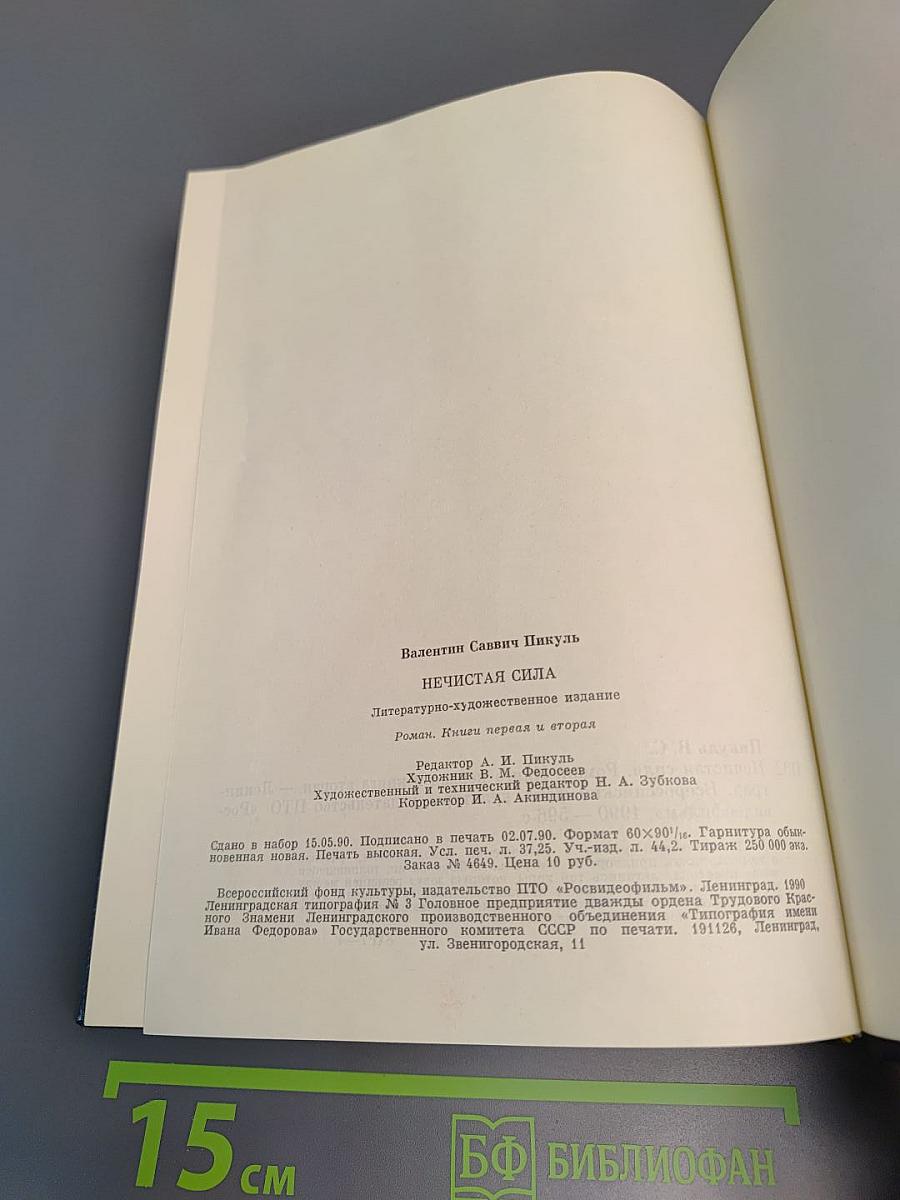 Валентин Саввич Пикуль
НЕЧИСТАЯ СИЛА
Литературно-художественное издание
Роман. Книги первая и вторая
Редактор А. И. Пикуль
Художник В. М. Федосеев
Художественный и технический редактор Н. А. Зубкова
Корректор И. А. Акиндинова
Сдано в набор 15.05.90. Подписано в печать 02.07.90. Формат 60×90¹/₁₆. Гарнитура обык-
новенная новая. Печать высокая. Усл. печ. л. 37,25. Уч.-изд. л. 44,2. Тираж 250 000 экз.
Заказ № 4649. Цена 10 руб.
Всероссийский фонд культуры, издательство ПТО «Росвидеофильм». Ленинград. 1990
Ленинградская типография № 3 Головное предприятие дважды ордена Трудового Крас-
ного Знамени Ленинградского производственного объединения «Типография имени
Ивана Федорова» Государственного комитета СССР по печати. 191126, Ленинград,
ул. Звенигородская, 11
15 см
БФ БИБЛИОФАН